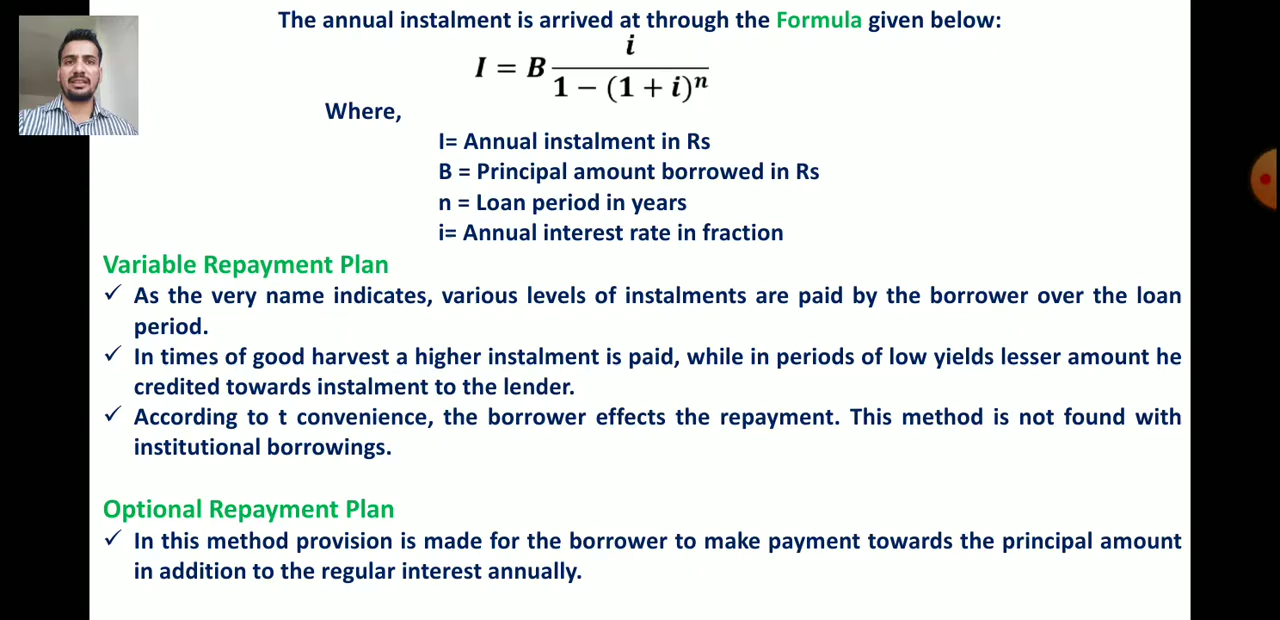 The annual instalment is arrived at through the Formula given below:
I = B i / 1 − (1 + i)ⁿ
Where,
I= Annual instalment in Rs
B = Principal amount borrowed in Rs
n = Loan period in years
i= Annual interest rate in fraction
Variable Repayment Plan
✓ As the very name indicates, various levels of instalments are paid by the borrower over the loan
period.
✓ In times of good harvest a higher instalment is paid, while in periods of low yields lesser amount he
credited towards instalment to the lender.
✓ According to t convenience, the borrower effects the repayment. This method is not found with
institutional borrowings.
Optional Repayment Plan
✓ In this method provision is made for the borrower to make payment towards the principal amount
in addition to the regular interest annually.